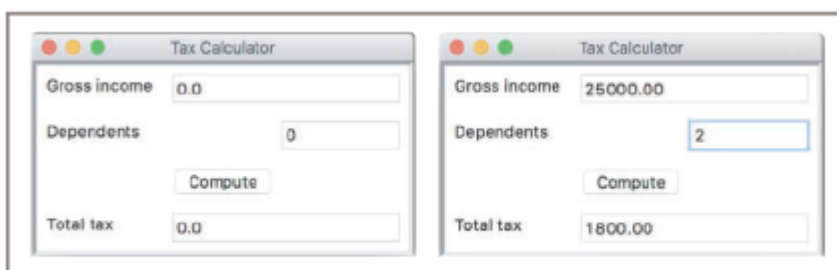 Tax Calculator
Gross income 0.0
Dependents 0
Compute
Total tax 0.0
Tax Calculator
Gross income 25000.00
Dependents 2
Compute
Total tax 1800.00